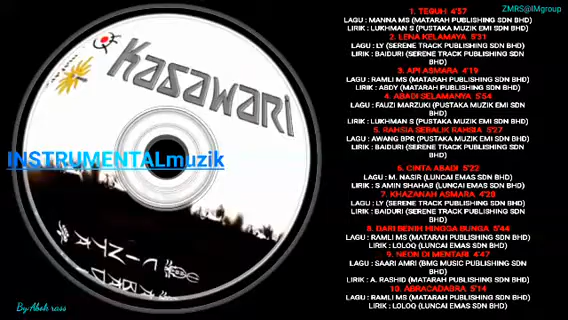 Kasawari
INSTRUMENTALmuzik
CINTA
ABADI
By:Abok rass
ZMRS@IMgroup
1. TEGUH 4'57
LAGU : MANNA MS (MATARAH PUBLISHING SDN BHD)
LIRIK : LUKHMAN S (PUSTAKA MUZIK EMI SDN BHD)
2. LENA KELAMAYA 5'31
LAGU : LY (SERENE TRACK PUBLISHING SDN BHD)
LIRIK : BAIDURI (SERENE TRACK PUBLISHING SDN
BHD)
3. API ASMARA 4'19
LAGU : RAMLI MS (MATARAH PUBLISHING SDN BHD)
LIRIK : ABDY (MATARAH PUBLISHING SDN BHD)
4. ABADI SELAMANYA 5'54
LAGU : FAUZI MARZUKI (PUSTAKA MUZIK EMI SDN
BHD)
LIRIK : LUKHMAN S (PUSTAKA MUZIK EMI SDN BHD)
5. RAHSIA SEBALIK RAHSIA 5'27
LAGU : AWANG BPR (PUSTAKA MUZIK EMI SDN BHD)
LIRIK : BAIDURI (SERENE TRACK PUBLISHING SDN
BHD)
6. CINTA ABADI 5'22
LAGU : M. NASIR (LUNCAI EMAS SDN BHD)
LIRIK : S AMIN SHAHAB (LUNCAI EMAS SDN BHD)
7. KHAZANAH ASMARA 4'28
LAGU : LY (SERENE TRACK PUBLISHING SDN BHD)
LIRIK : BAIDURI (SERENE TRACK PUBLISHING SDN
BHD)
8. DARI BENIH HINGGA BUNGA 5'44
LAGU : RAMLI MS (MATARAH PUBLISHING SDN BHD)
LIRIK : LOLOQ (LUNCAI EMAS SDN BHD)
9. NEON DI MENTARI 4'47
LAGU : SAARI AMRI (BMG MUSIC PUBLISHING SDN
BHD)
LIRIK : A. RASHID (MATARAH PUBLISHING SDN BHD)
10. ABRACADABRA 5'14
LAGU : RAMLI MS (MATARAH PUBLISHING SDN BHD)
LIRIK : LOLOQ (LUNCAI EMAS SDN BHD)